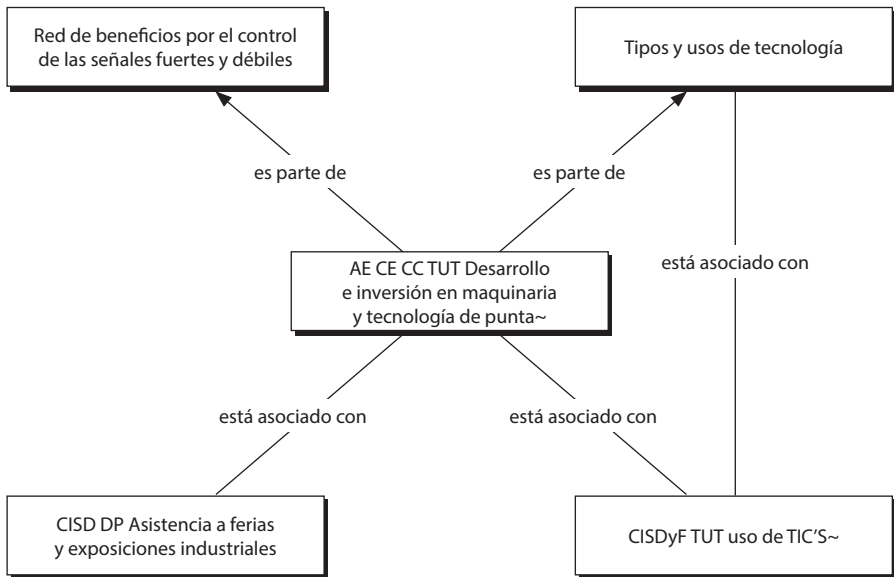 Red de beneficios por el control
de las señales fuertes y débiles
Tipos y usos de tecnología
es parte de
es parte de
AE CE CC TUT Desarrollo
e inversión en maquinaria
y tecnología de punta~
está asociado con
está asociado con
está asociado con
CISD DP Asistencia a ferias
y exposiciones industriales
CISDyF TUT uso de TIC’S~